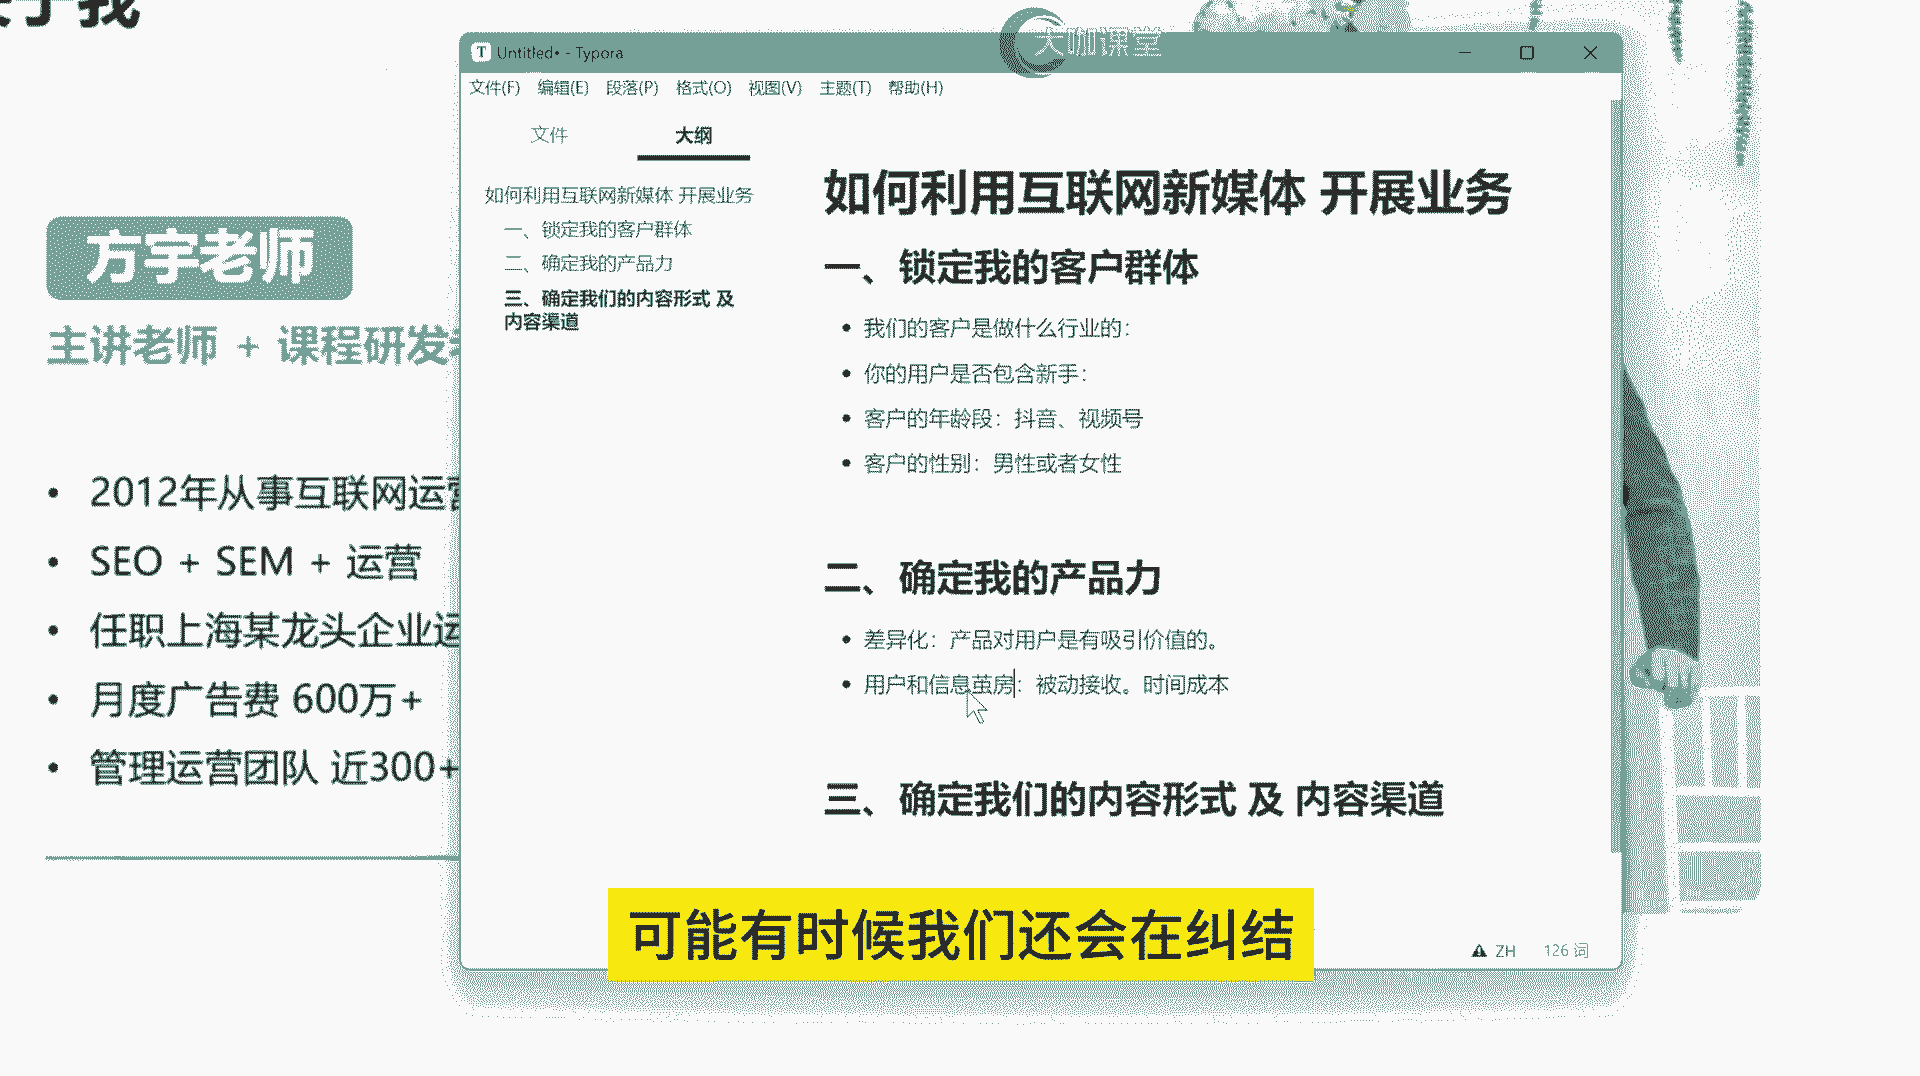 于我
大咖课堂
Untitled• - Typora
文件(F) 编辑(E) 段落(P) 格式(O) 视图(V) 主题(T) 帮助(H)
文件 大纲
如何利用互联网新媒体 开展业务
一、锁定我的客户群体
二、确定我的产品力
三、确定我们的内容形式 及
内容渠道
方宇老师
主讲老师 + 课程研发
• 2012年从事互联网运营
• SEO + SEM + 运营
• 任职上海某龙头企业运
• 月度广告费 600万+
• 管理运营团队 近300+
如何利用互联网新媒体 开展业务
一、锁定我的客户群体
• 我们的客户是做什么行业的：
• 你的用户是否包含新手：
• 客户的年龄段：抖音、视频号
• 客户的性别：男性或者女性
二、确定我的产品力
• 差异化：产品对用户是有吸引价值的。
• 用户和信息茧房：被动接收。时间成本
三、确定我们的内容形式 及 内容渠道
ZH 126 词
可能有时候我们还会在纠结